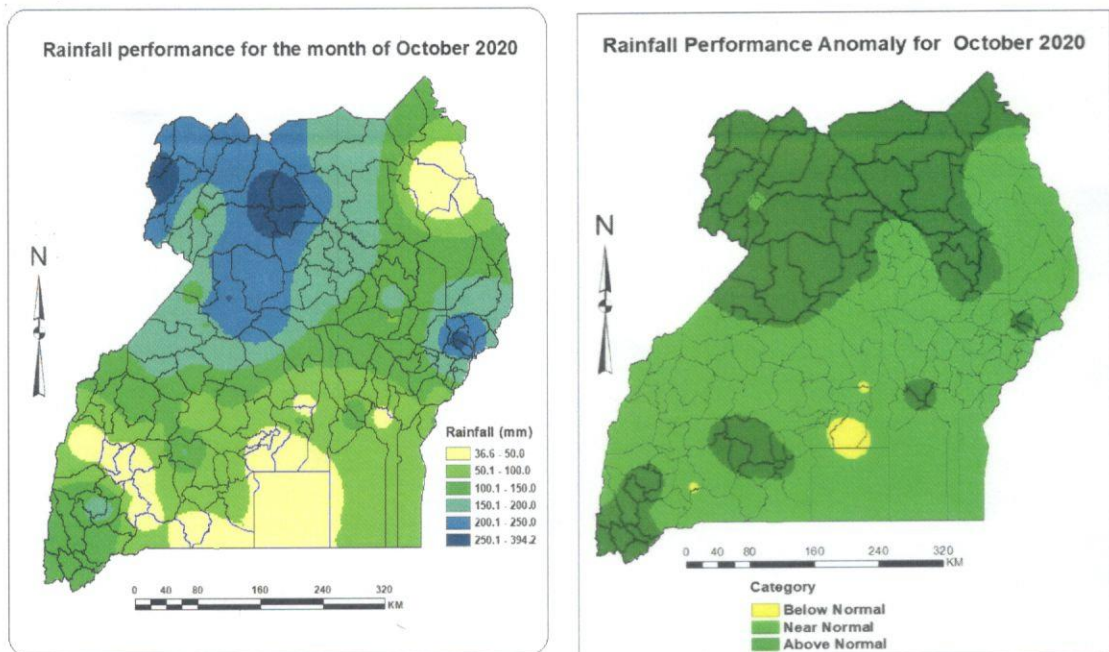 Rainfall performance for the month of October 2020
N
Rainfall (mm)
36.6 - 50.0
50.1 - 100.0
100.1 - 150.0
150.1 - 200.0
200.1 - 250.0
250.1 - 394.2
0 40 80 160 240 320
KM
Rainfall Performance Anomaly for October 2020
N
0 40 80 160 240 320
KM
Category
Below Normal
Near Normal
Above Normal